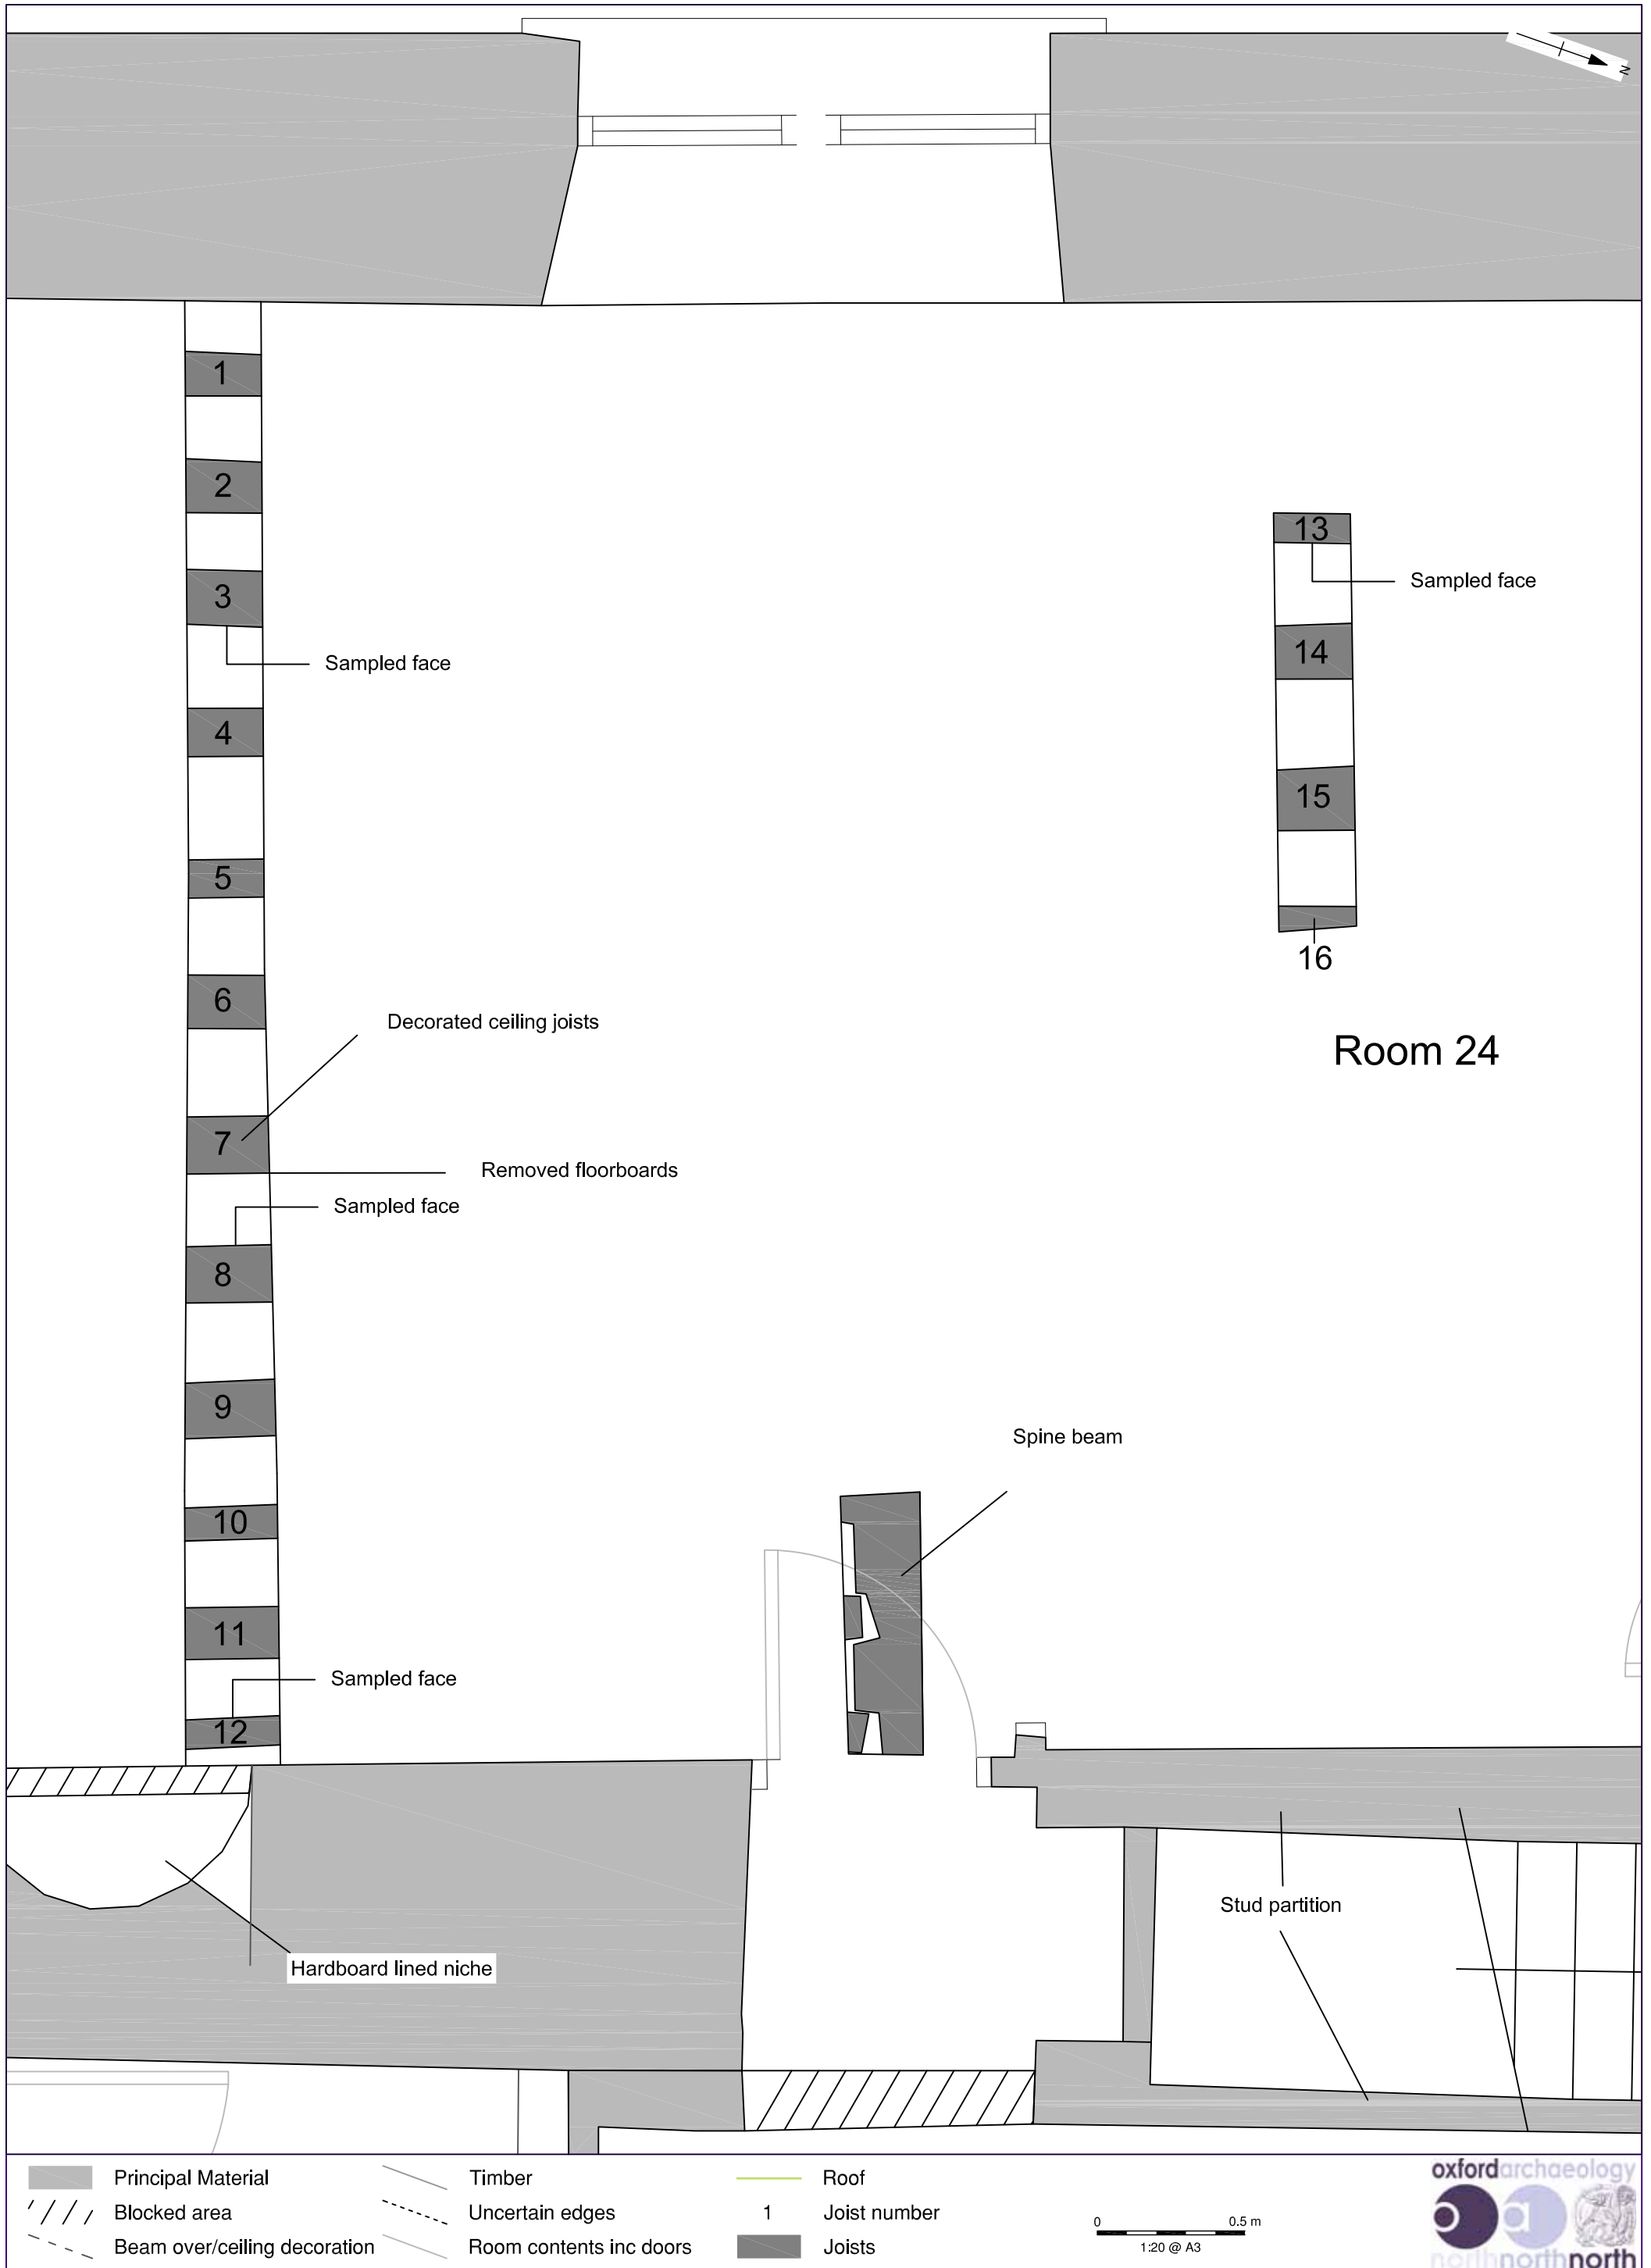 N
1
2
3
Sampled face
4
5
6
Decorated ceiling joists
7
Removed floorboards
Sampled face
8
9
10
11
Sampled face
12
13
Sampled face
14
15
16
Room 24
Spine beam
Stud partition
Hardboard lined niche
Principal Material
Blocked area
Beam over/ceiling decoration
Timber
Uncertain edges
Room contents inc doors
Roof
1 Joist number
Joists
0 0.5 m
1:20 @ A3
oxfordarchaeology
a
northnorthnorth